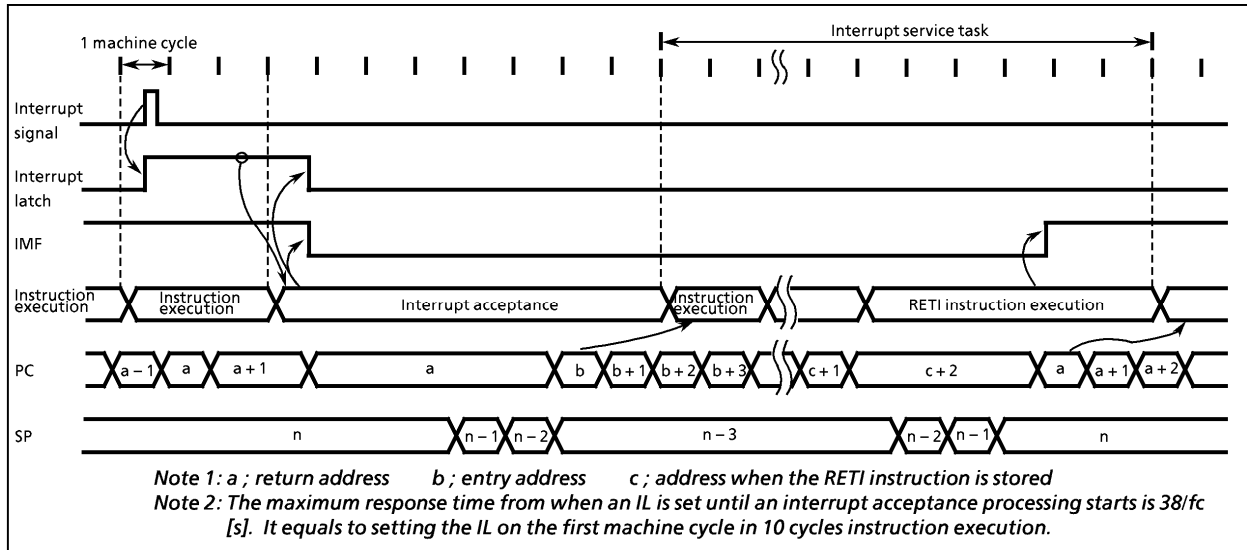 1 machine cycle
Interrupt service task
Interrupt
signal
Interrupt
latch
IMF
Instruction
execution
Instruction
execution
Interrupt acceptance
Instruction
execution
RETI instruction execution
PC
a – 1
a
a + 1
a
b
b + 1
b + 2
b + 3
c + 1
c + 2
a
a + 1
a + 2
SP
n
n – 1
n – 2
n – 3
n – 2
n – 1
n
Note 1: a ; return address b ; entry address c ; address when the RETI instruction is stored
Note 2: The maximum response time from when an IL is set until an interrupt acceptance processing starts is 38/fc
[s]. It equals to setting the IL on the first machine cycle in 10 cycles instruction execution.